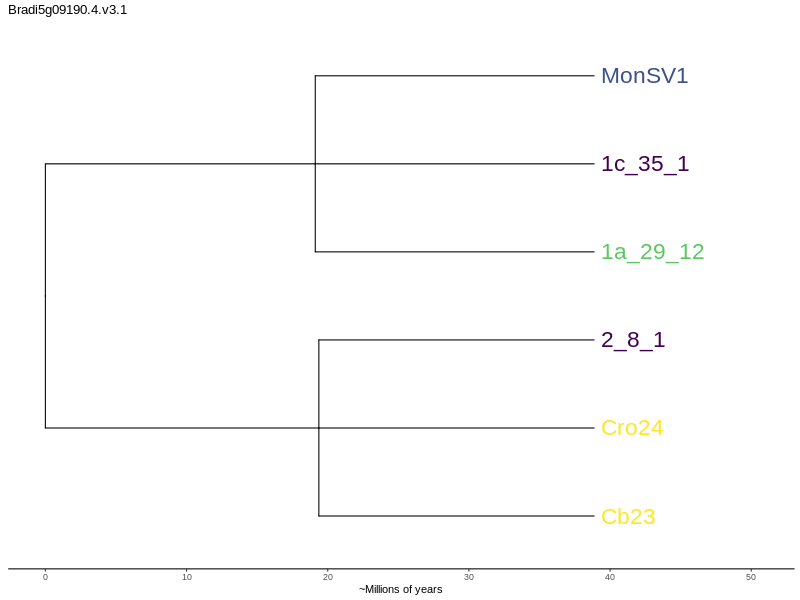 Bradi5g09190.4.v3.1
MonSV1
1c_35_1
1a_29_12
2_8_1
Cro24
Cb23
0 10 20 30 40 50
~Millions of years